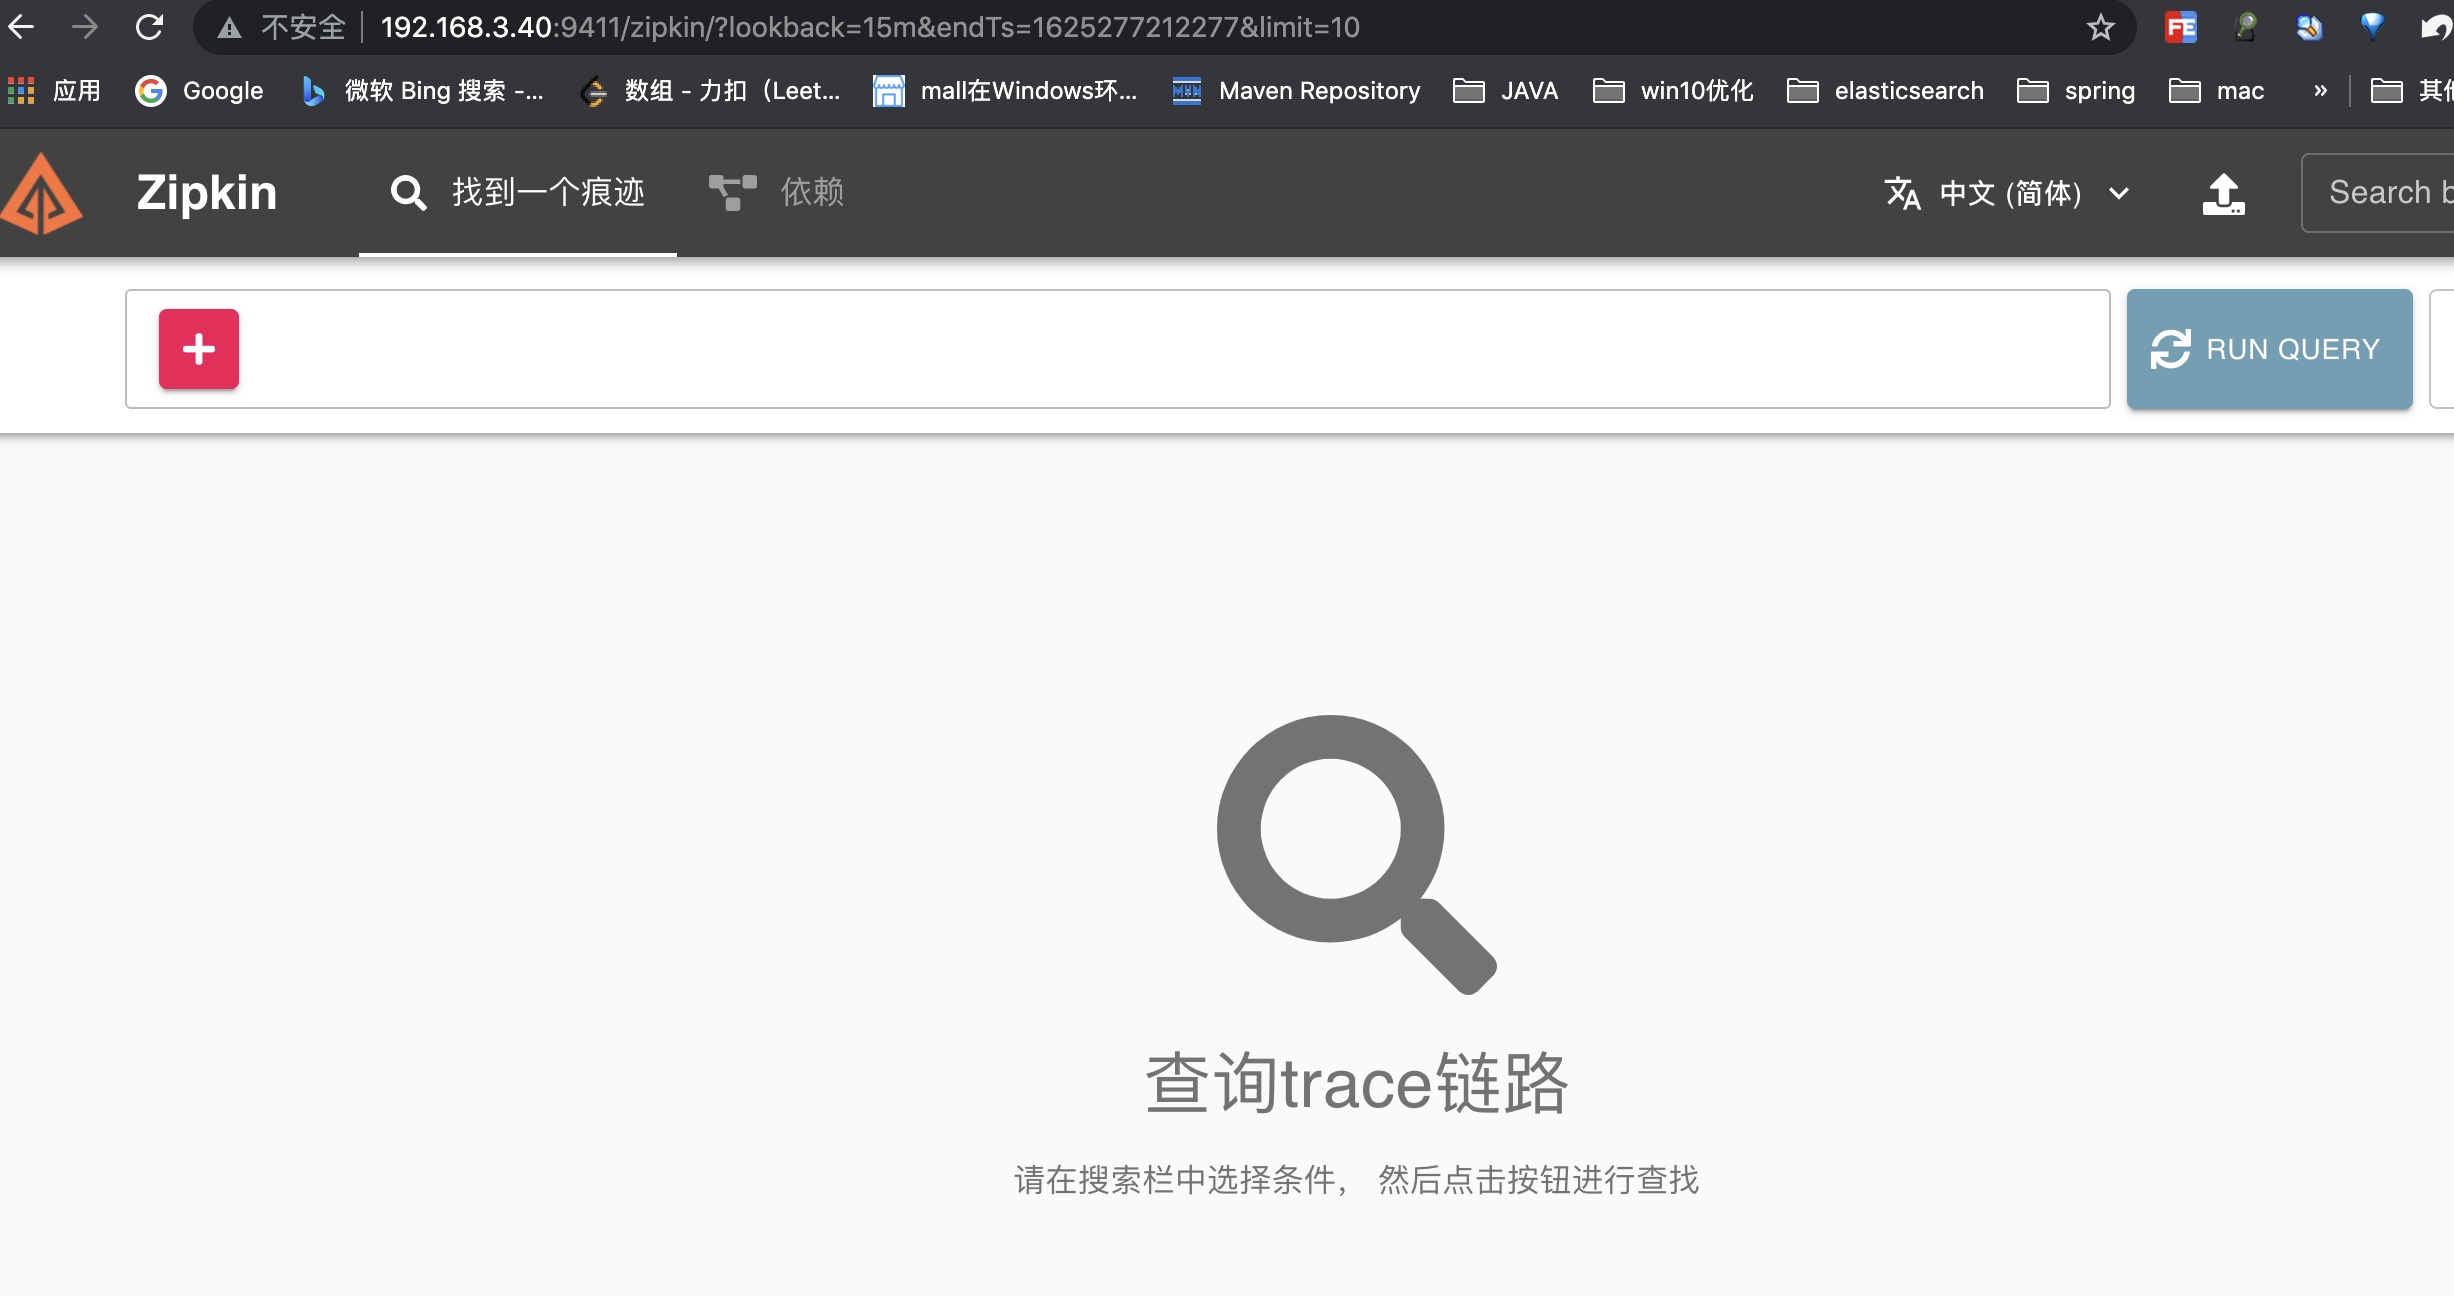 不安全 192.168.3.40:9411/zipkin/?lookback=15m&endTs=1625277212277&limit=10
应用 Google 微软 Bing 搜索 -... 数组 - 力扣（Leet... mall在Windows环... Maven Repository JAVA win10优化 elasticsearch spring mac » 其他
Zipkin 找到一个痕迹 依赖 中文 (简体) Search b
RUN QUERY
查询trace链路
请在搜索栏中选择条件， 然后点击按钮进行查找